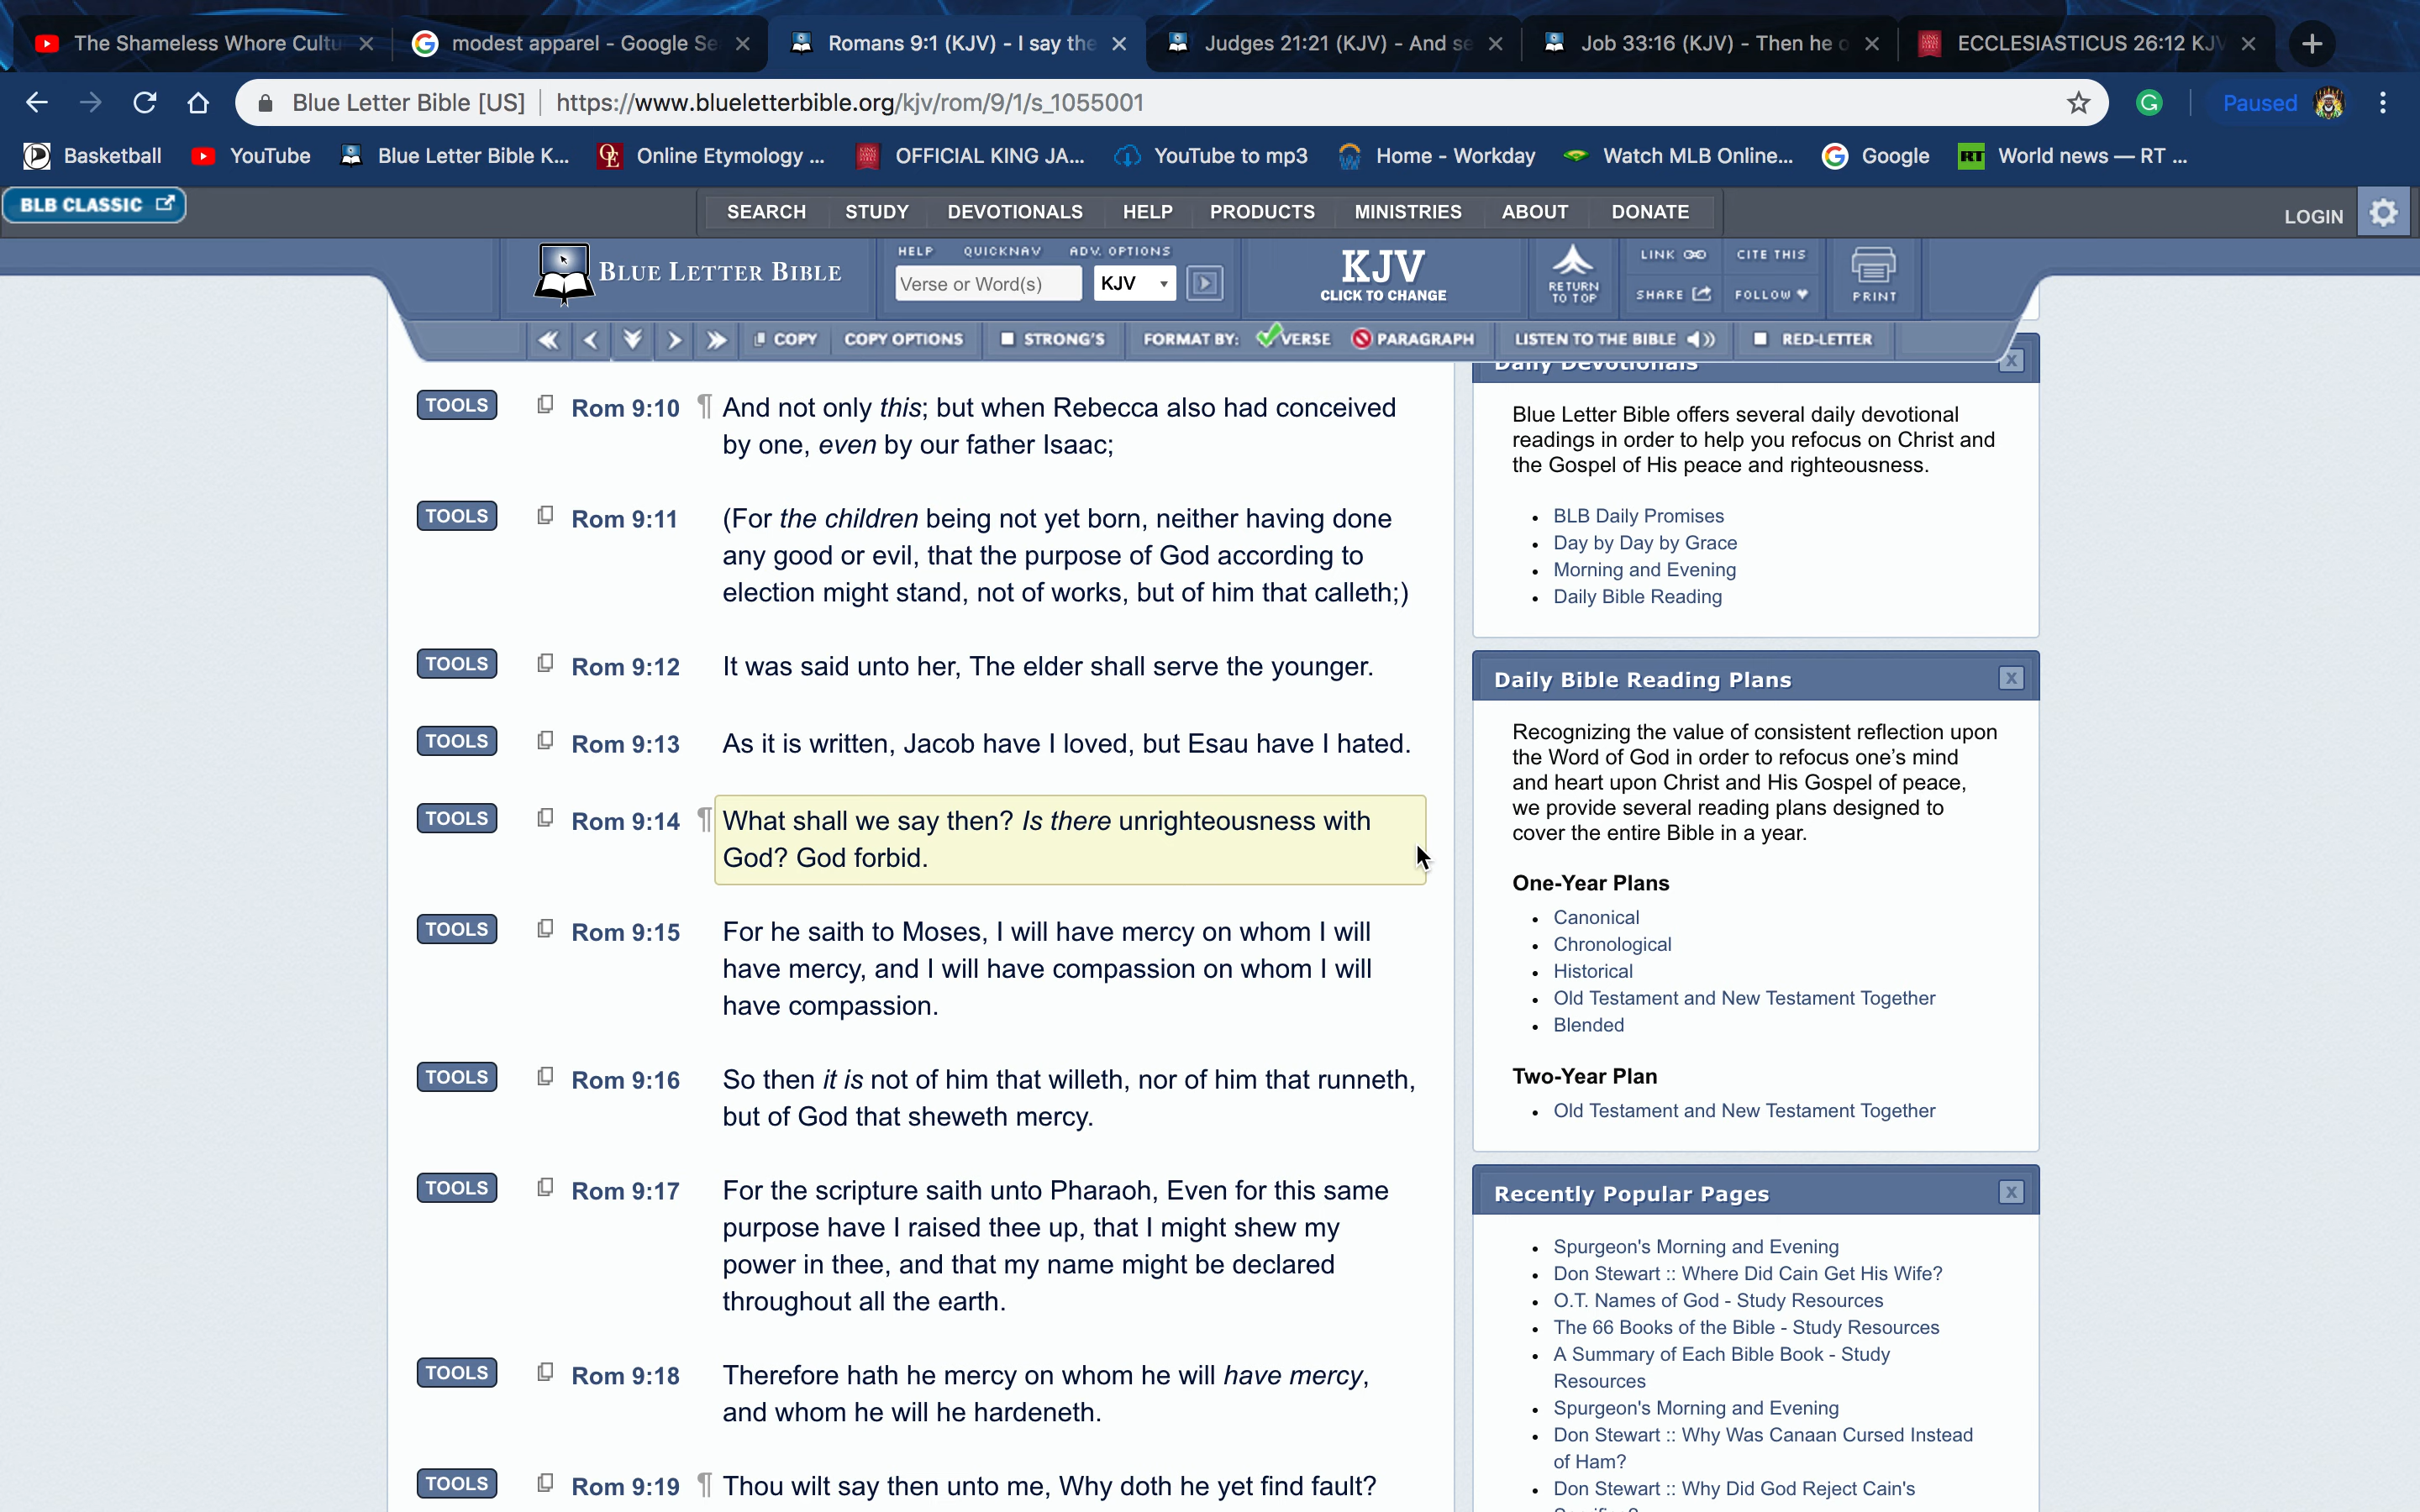 The Shameless Whore Cultu
modest apparel - Google Se
Romans 9:1 (KJV) - I say the
Judges 21:21 (KJV) - And se
Job 33:16 (KJV) - Then he o
ECCLESIASTICUS 26:12 KJV
Blue Letter Bible [US]
https://www.blueletterbible.org/kjv/rom/9/1/s_1055001
Paused
Basketball
YouTube
Blue Letter Bible K...
Online Etymology ...
OFFICIAL KING JA...
YouTube to mp3
Home - Workday
Watch MLB Online...
Google
RT
World news — RT ...
BLB CLASSIC
SEARCH
STUDY
DEVOTIONALS
HELP
PRODUCTS
MINISTRIES
ABOUT
DONATE
LOGIN
BLUE LETTER BIBLE
HELP
QUICKNAV
ADV. OPTIONS
Verse or Word(s)
KJV
KJV
CLICK TO CHANGE
RETURN
TO TOP
LINK
CITE THIS
SHARE
FOLLOW
PRINT
COPY
COPY OPTIONS
STRONG'S
FORMAT BY:
VERSE
PARAGRAPH
LISTEN TO THE BIBLE
RED-LETTER
TOOLS
Rom 9:10
¶ And not only this; but when Rebecca also had conceived
by one, even by our father Isaac;
TOOLS
Rom 9:11
(For the children being not yet born, neither having done
any good or evil, that the purpose of God according to
election might stand, not of works, but of him that calleth;)
TOOLS
Rom 9:12
It was said unto her, The elder shall serve the younger.
TOOLS
Rom 9:13
As it is written, Jacob have I loved, but Esau have I hated.
TOOLS
Rom 9:14
¶ What shall we say then? Is there unrighteousness with
God? God forbid.
TOOLS
Rom 9:15
For he saith to Moses, I will have mercy on whom I will
have mercy, and I will have compassion on whom I will
have compassion.
TOOLS
Rom 9:16
So then it is not of him that willeth, nor of him that runneth,
but of God that sheweth mercy.
TOOLS
Rom 9:17
For the scripture saith unto Pharaoh, Even for this same
purpose have I raised thee up, that I might shew my
power in thee, and that my name might be declared
throughout all the earth.
TOOLS
Rom 9:18
Therefore hath he mercy on whom he will have mercy,
and whom he will he hardeneth.
TOOLS
Rom 9:19
¶ Thou wilt say then unto me, Why doth he yet find fault?
Daily Devotionals
Blue Letter Bible offers several daily devotional
readings in order to help you refocus on Christ and
the Gospel of His peace and righteousness.
BLB Daily Promises
Day by Day by Grace
Morning and Evening
Daily Bible Reading
Daily Bible Reading Plans
Recognizing the value of consistent reflection upon
the Word of God in order to refocus one's mind
and heart upon Christ and His Gospel of peace,
we provide several reading plans designed to
cover the entire Bible in a year.
One-Year Plans
Canonical
Chronological
Historical
Old Testament and New Testament Together
Blended
Two-Year Plan
Old Testament and New Testament Together
Recently Popular Pages
Spurgeon's Morning and Evening
Don Stewart :: Where Did Cain Get His Wife?
O.T. Names of God - Study Resources
The 66 Books of the Bible - Study Resources
A Summary of Each Bible Book - Study
Resources
Spurgeon's Morning and Evening
Don Stewart :: Why Was Canaan Cursed Instead
of Ham?
Don Stewart :: Why Did God Reject Cain's